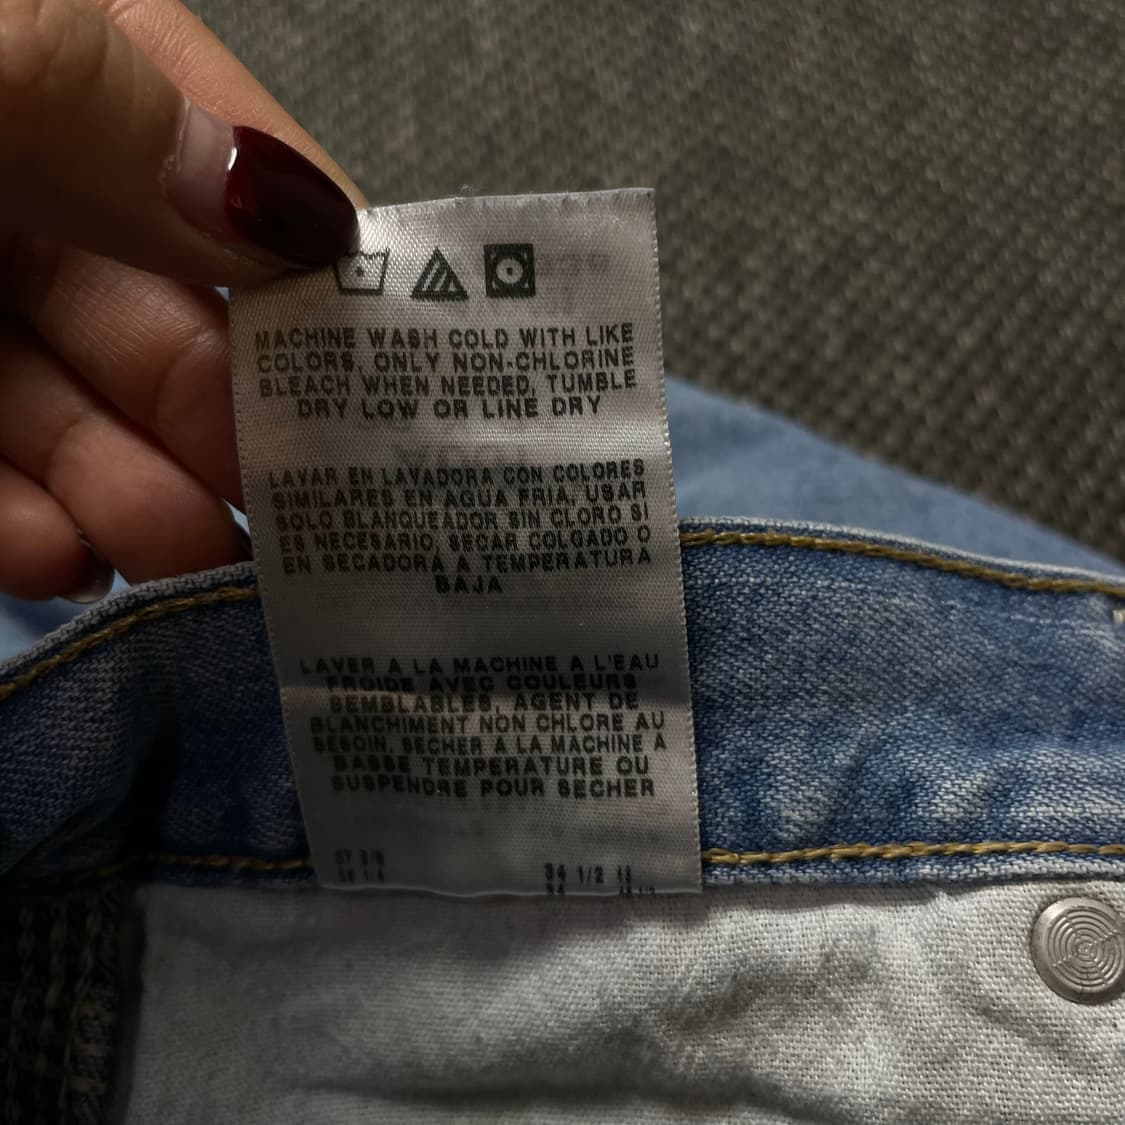 MACHINE WASH COLD WITH LIKE
COLORS, ONLY NON-CHLORINE
BLEACH WHEN NEEDED, TUMBLE
DRY LOW OR LINE DRY
LAVAR EN LAVADORA CON COLORES
SIMILARES EN AGUA FRIA, USAR
SOLO BLANQUEADOR SIN CLORO SI
ES NECESARIO, SECAR COLGADO O
EN SECADORA A TEMPERATURA
BAJA
LAVER A LA MACHINE A L'EAU
FROIDE AVEC COULEURS
SEMBLABLES, AGENT DE
BLANCHIMENT NON CHLORE AU
BESOIN, SECHER A LA MACHINE A
BASSE TEMPERATURE OU
SUSPENDRE POUR SECHER
34 1/2
34